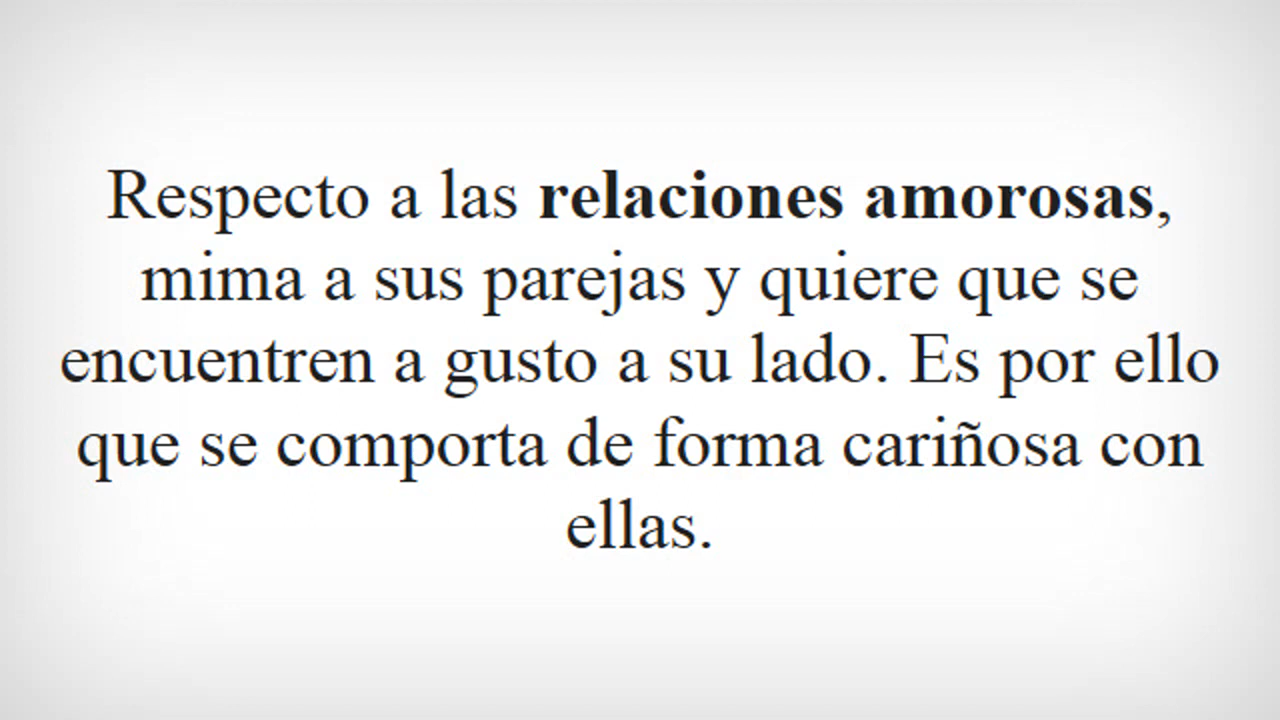 Respecto a las relaciones amorosas,
mima a sus parejas y quiere que se
encuentren a gusto a su lado. Es por ello
que se comporta de forma cariñosa con
ellas.